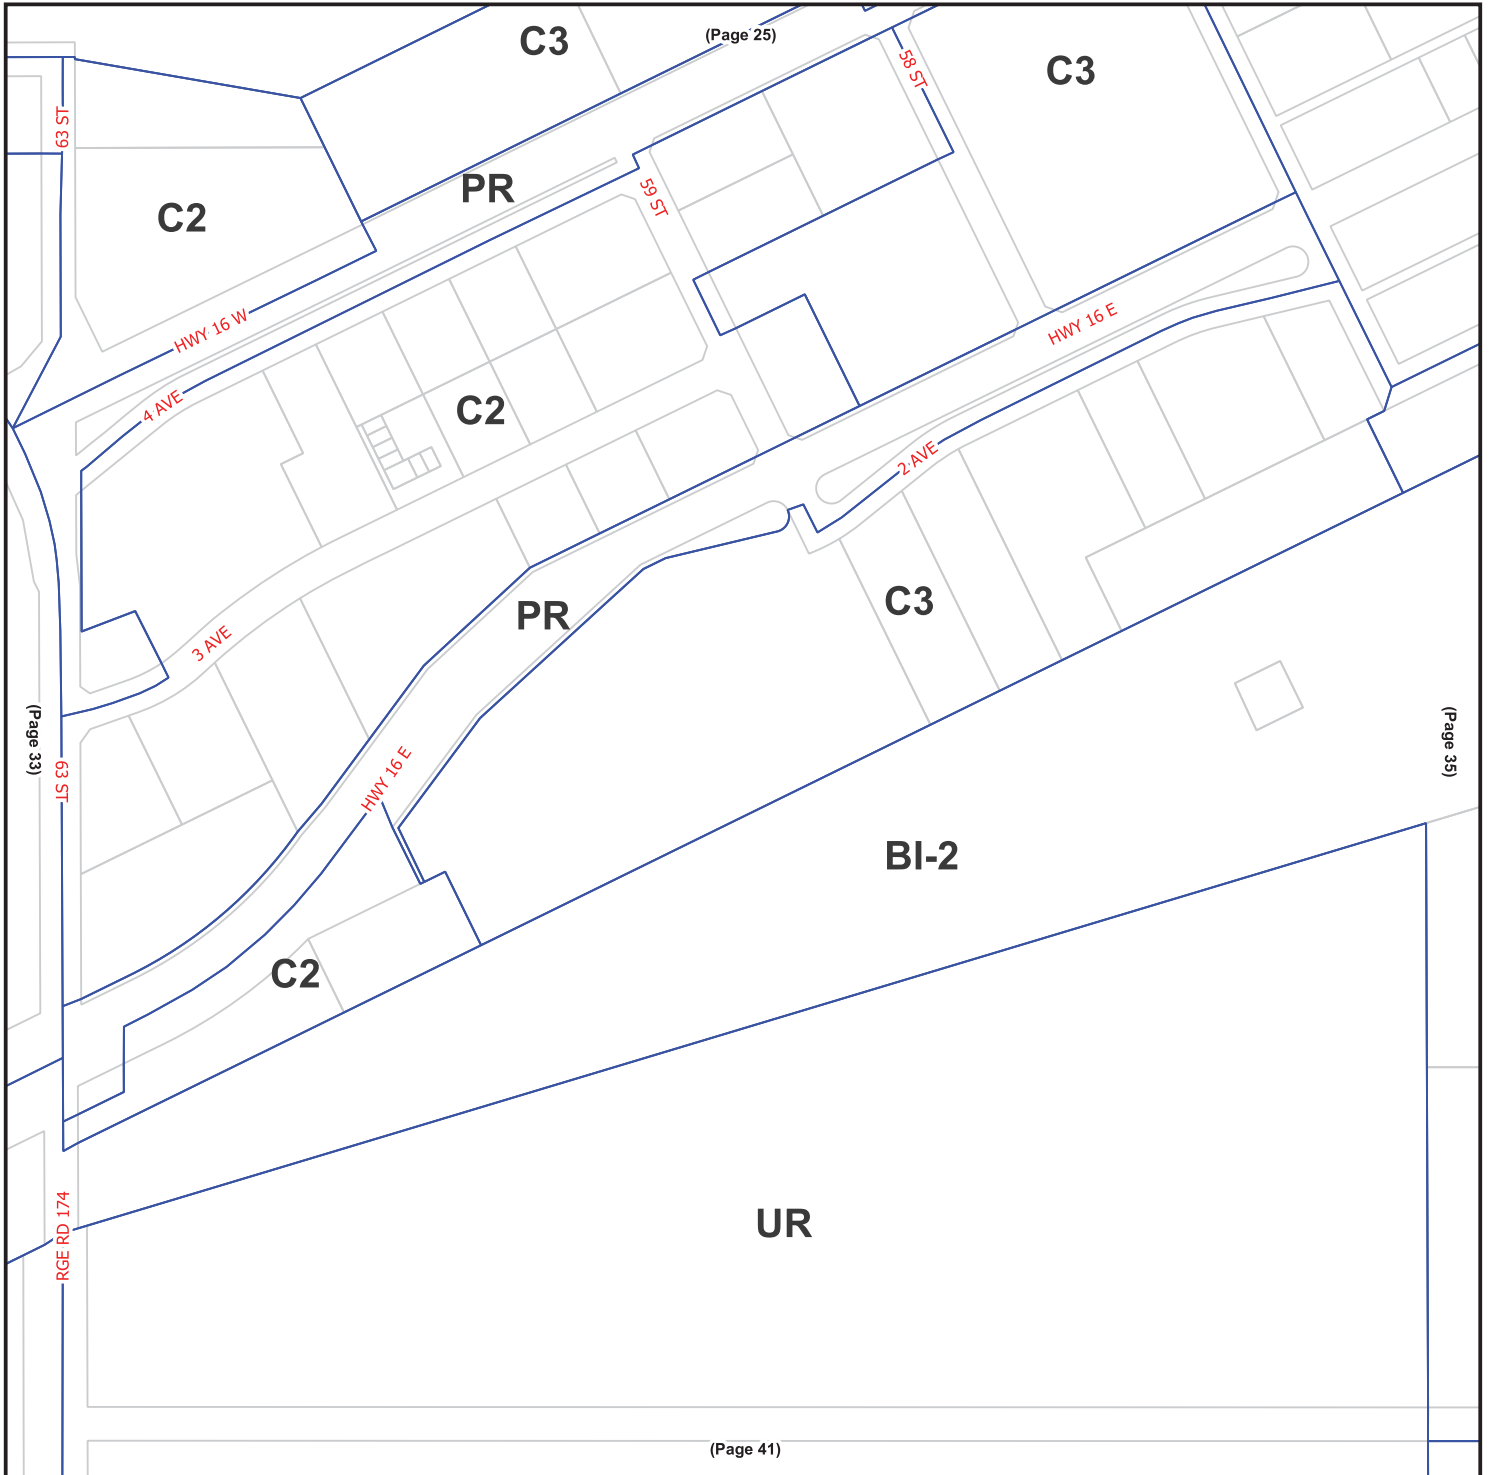 (Page 25)
C3
C3
58 ST
63 ST
PR
59 ST
C2
HWY 16 W
HWY 16 E
4 AVE
C2
2 AVE
C3
PR
3 AVE
(Page 33)
(Page 35)
63 ST
HWY 16 E
BI-2
C2
UR
RGE RD 174
(Page 41)